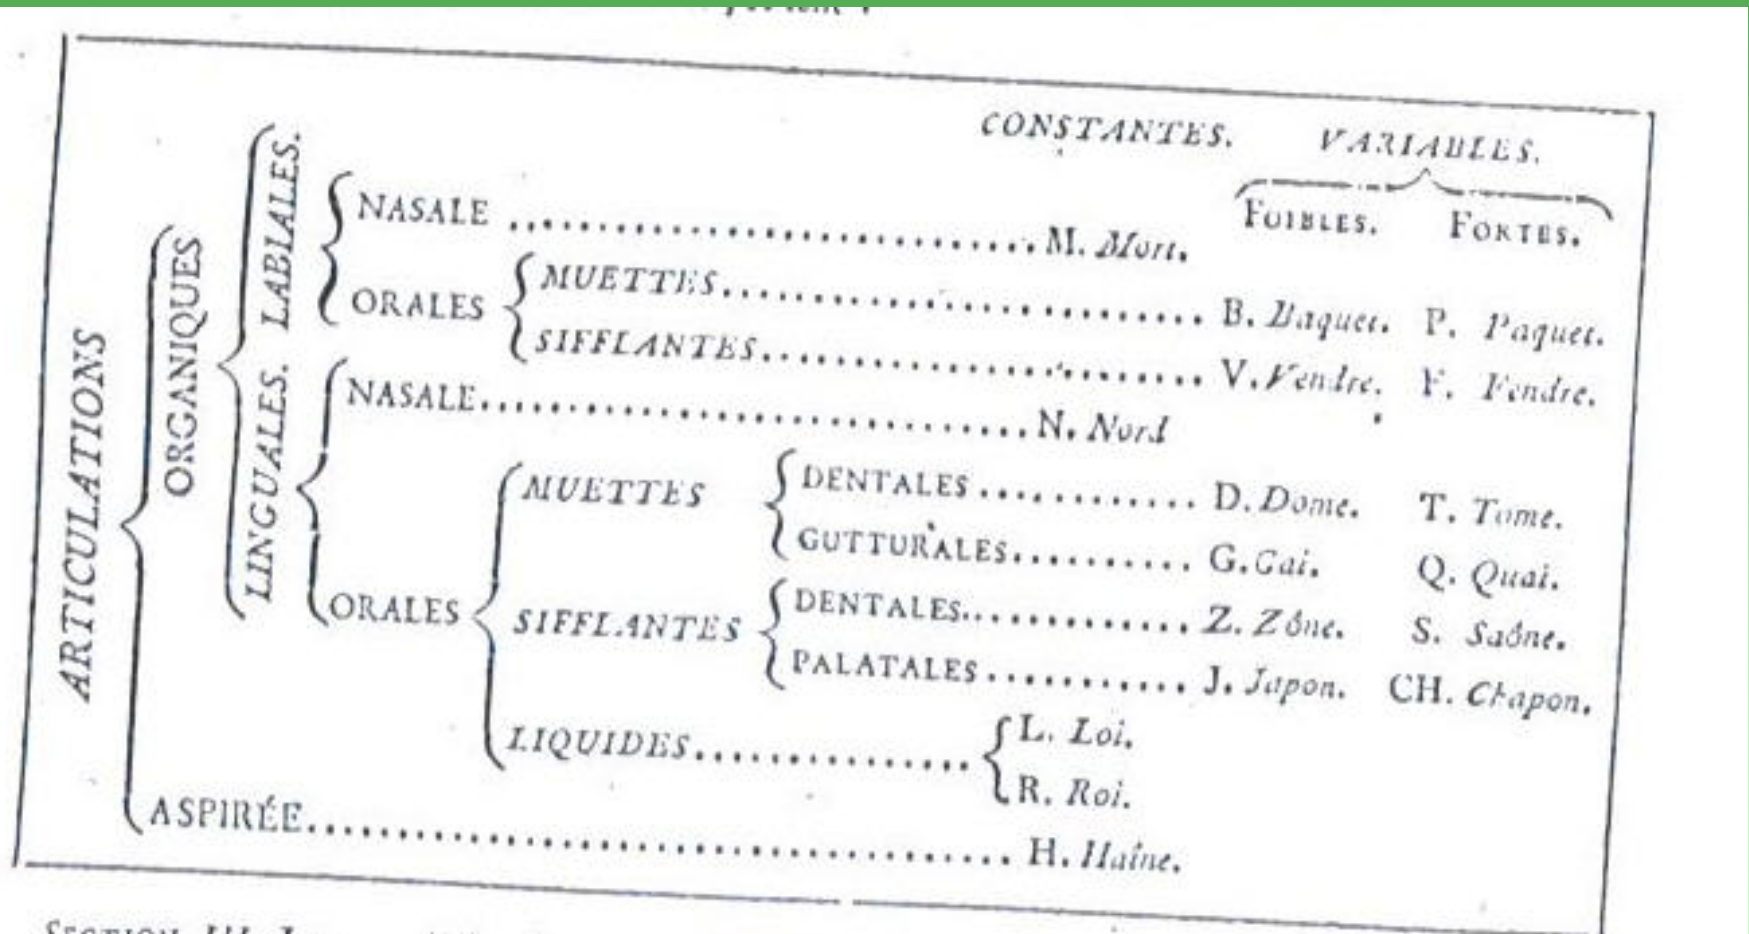 CONSTANTES. VARIABLES.
FOIBLES. FORTES.
ARTICULATIONS
ORGANIQUES
LABIALES.
NASALE .............................. M. Mort.
ORALES
MUETTES............................ B. Baquet. P. Paquet.
SIFFLANTES......................... V. Vendre. F. Fendre.
LINGUALES.
NASALE............................... N. Nord
ORALES
MUETTES
DENTALES ............ D. Dome. T. Tome.
GUTTURALES.......... G. Gai. Q. Quai.
SIFFLANTES
DENTALES............. Z. Zône. S. Saône.
PALATALES............ J. Japon. CH. Chapon.
LIQUIDES................
L. Loi.
R. Roi.
ASPIRÉE........................................ H. Haîne.
SECTION